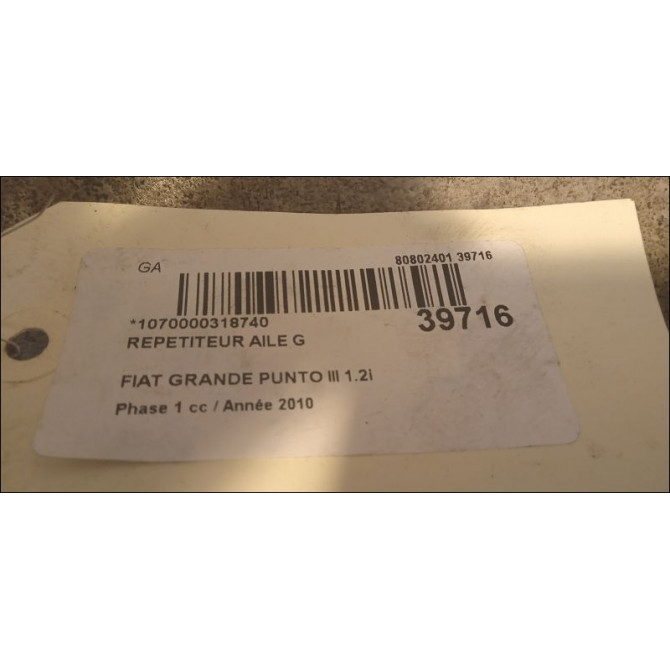 GA
80802401 39716
*1070000318740
39716
REPETITEUR AILE G
FIAT GRANDE PUNTO III 1.2i
Phase 1 cc / Année 2010